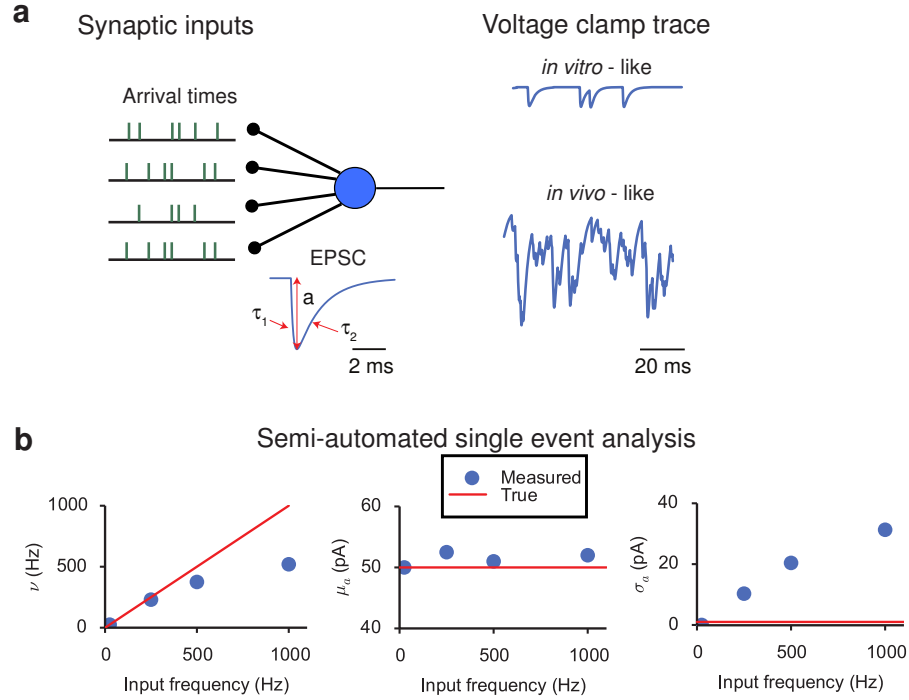 a
Synaptic inputs
Voltage clamp trace
in vitro - like
Arrival times
in vivo - like
EPSC
a
τ1
τ2
2 ms
20 ms
b
Semi-automated single event analysis
Measured
True
1000
500
0
ν (Hz)
0
500
1000
Input frequency (Hz)
60
50
40
μa (pA)
0
500
1000
Input frequency (Hz)
40
20
0
σa (pA)
0
500
1000
Input frequency (Hz)